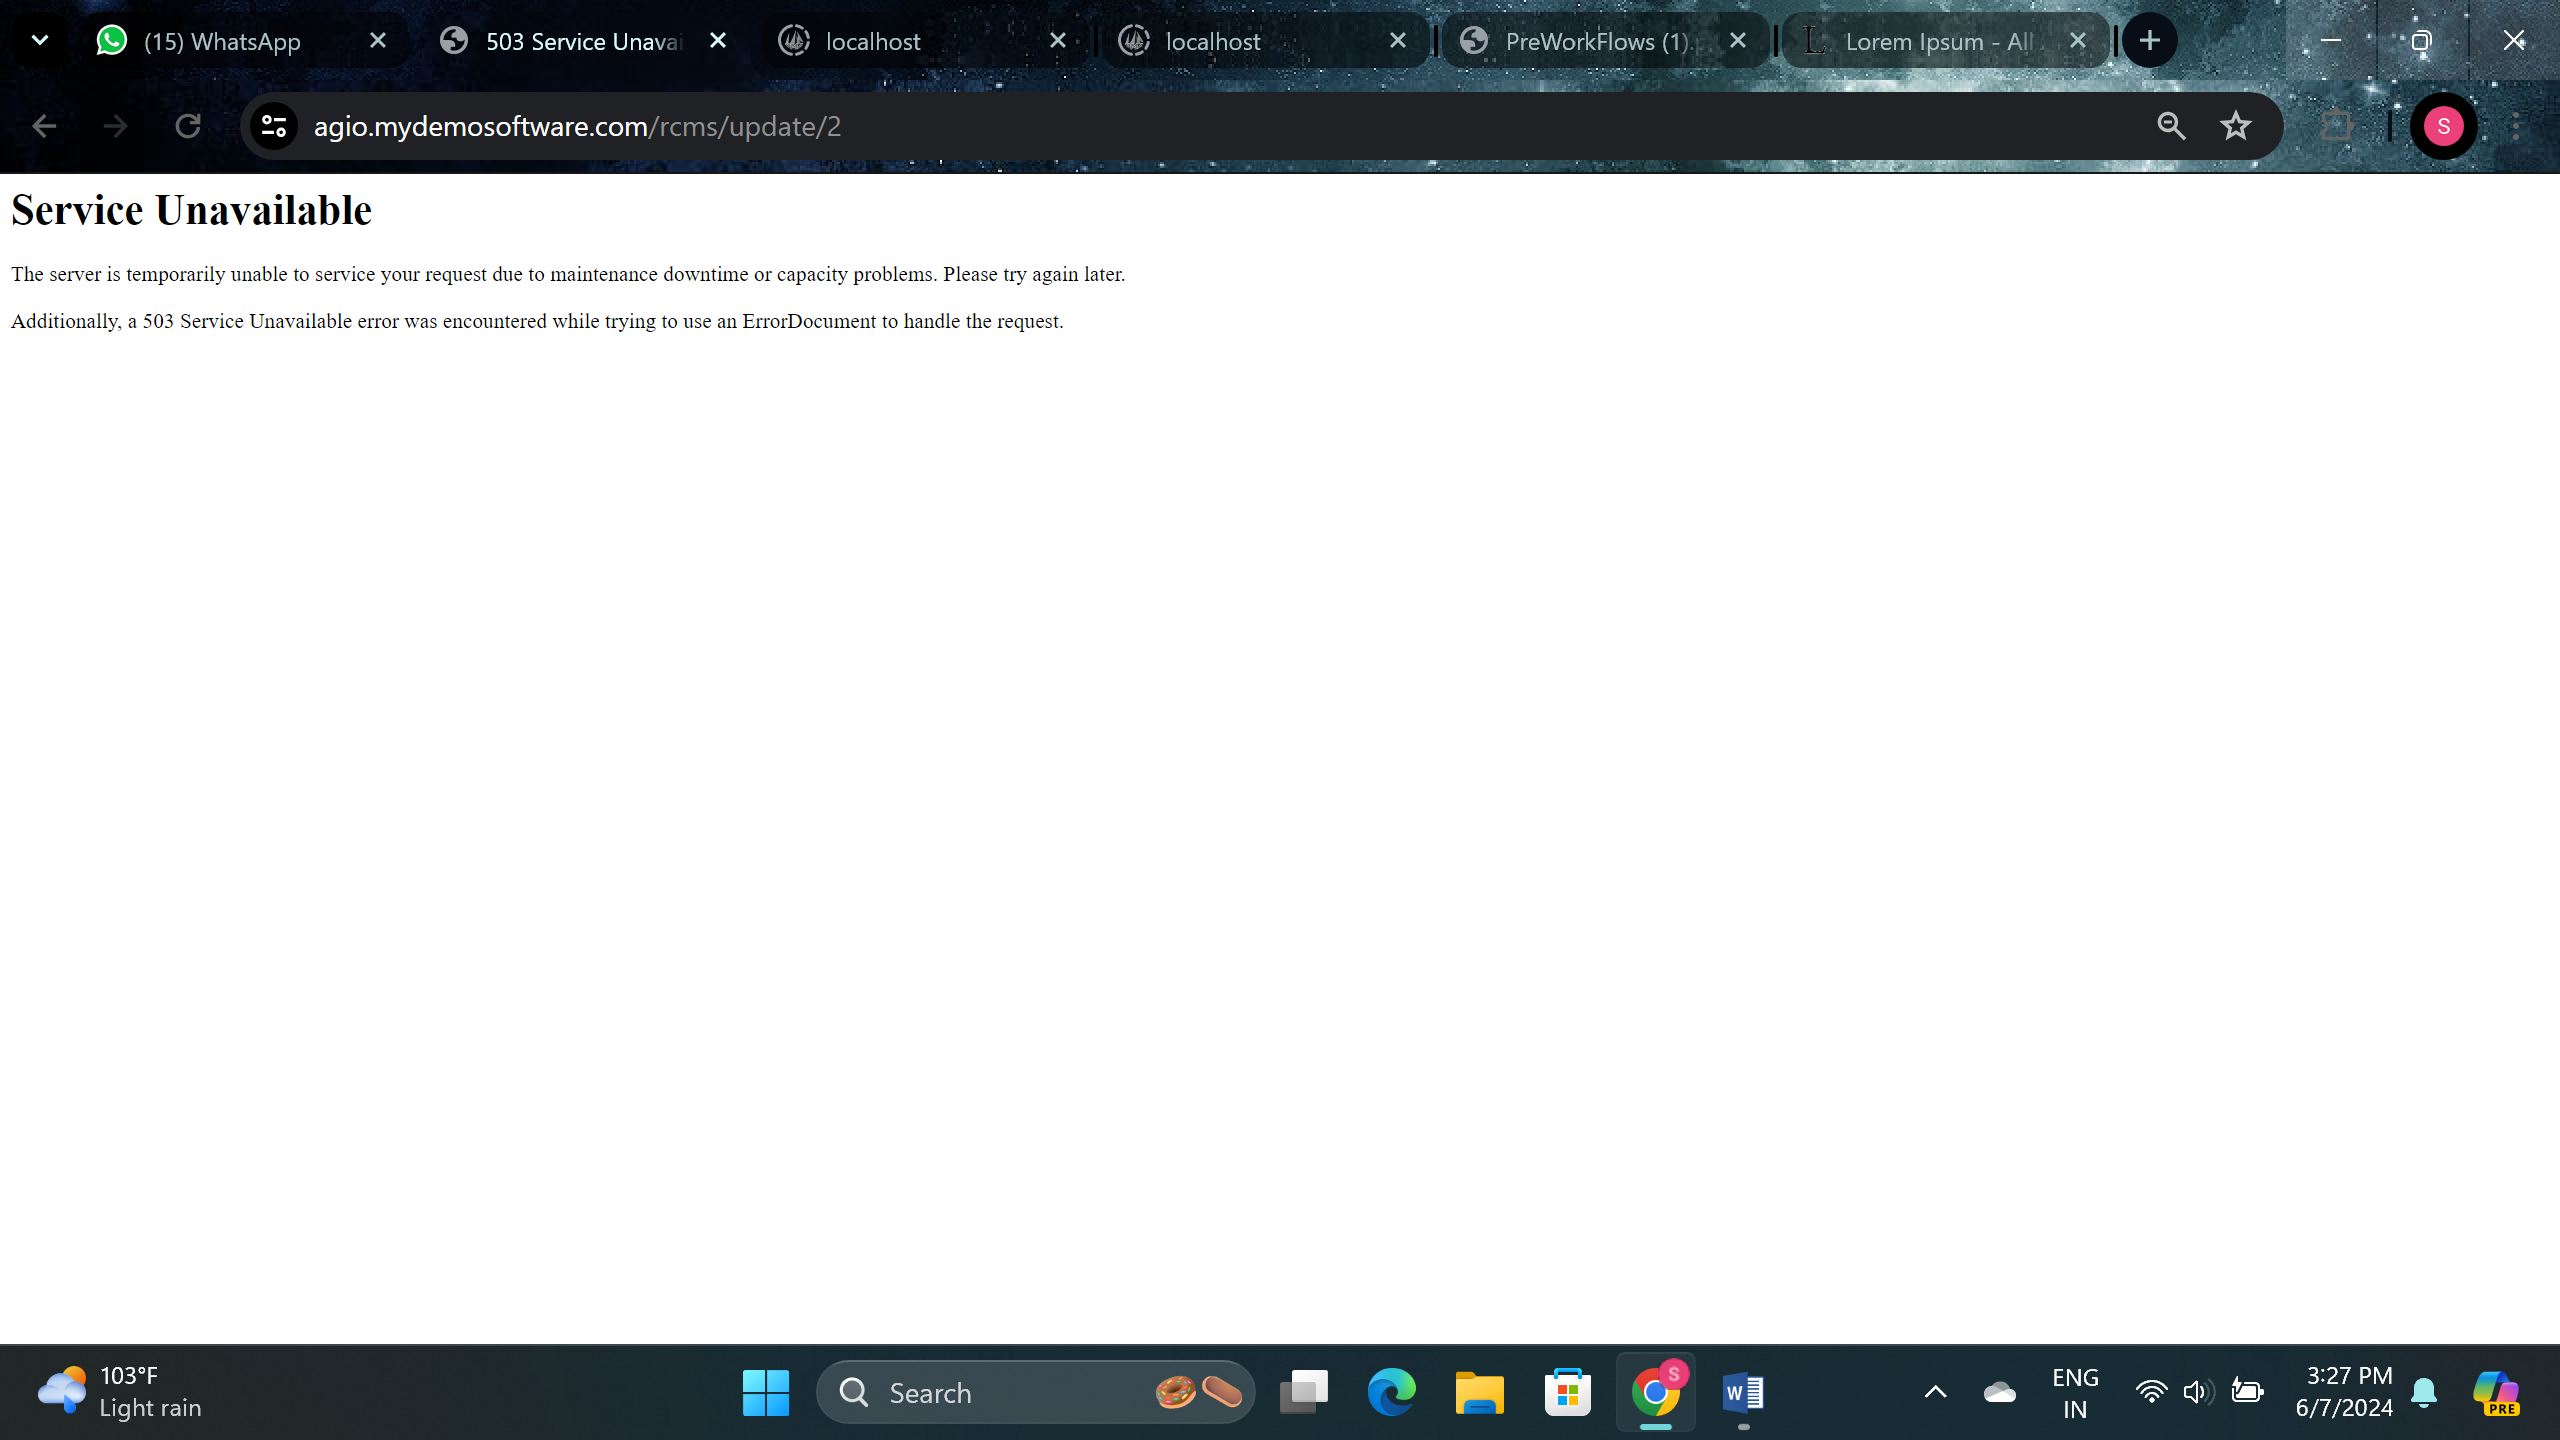 (15) WhatsApp
503 Service Unavai
localhost
localhost
PreWorkFlows (1).
Lorem Ipsum - All
agio.mydemosoftware.com/rcms/update/2
S
Service Unavailable
The server is temporarily unable to service your request due to maintenance downtime or capacity problems. Please try again later.
Additionally, a 503 Service Unavailable error was encountered while trying to use an ErrorDocument to handle the request.
103°F
Light rain
Search
S
W
ENG
IN
3:27 PM
6/7/2024
PRE